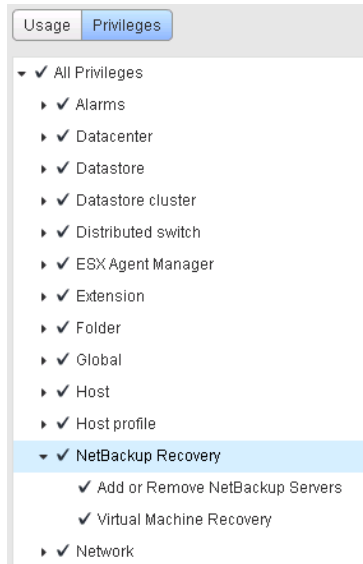 Usage Privileges
All Privileges
Alarms
Datacenter
Datastore
Datastore cluster
Distributed switch
ESX Agent Manager
Extension
Folder
Global
Host
Host profile
NetBackup Recovery
Add or Remove NetBackup Servers
Virtual Machine Recovery
Network